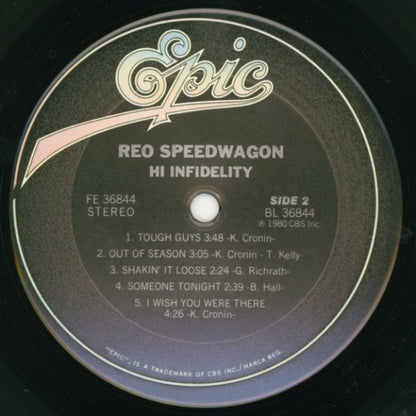 Epic
REO SPEEDWAGON
HI INFIDELITY
FE 36844
STEREO
SIDE 2
BL 36844
℗ 1980 CBS Inc.
1. TOUGH GUYS 3:48 -K. Cronin-
2. OUT OF SEASON 3:05 -K. Cronin - T. Kelly-
3. SHAKIN' IT LOOSE 2:24 -G. Richrath-
4. SOMEONE TONIGHT 2:39 -B. Hall-
5. I WISH YOU WERE THERE
4:26 -K. Cronin-
"EPIC", IS A TRADEMARK OF CBS INC./MARCA REG.